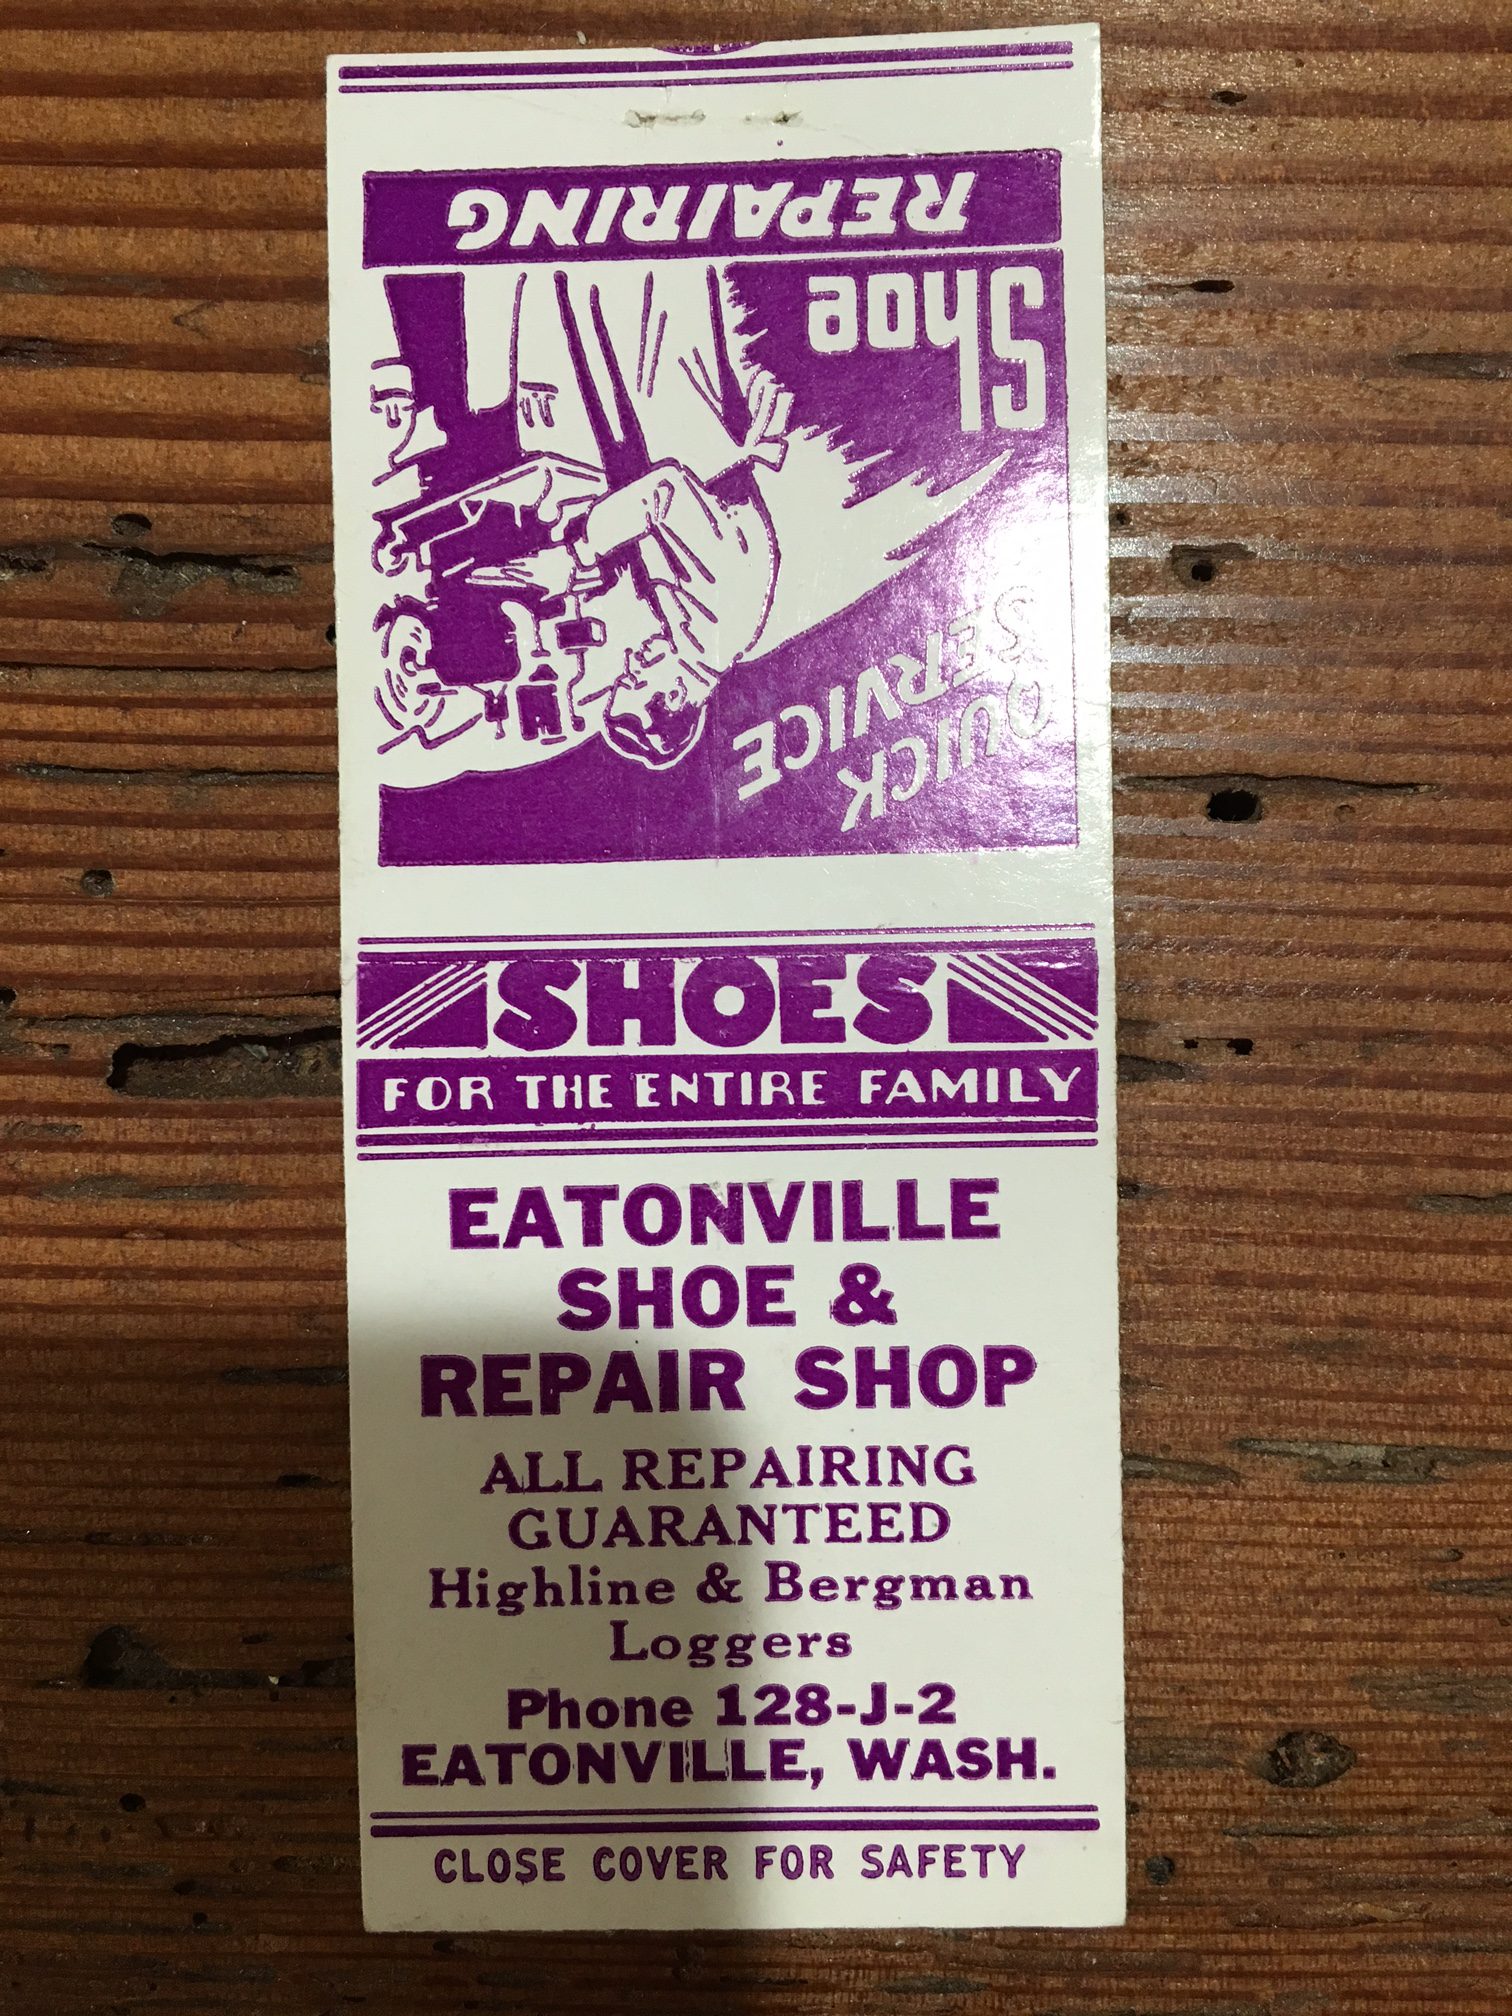 Shoe
REPAIRING
QUICK
SERVICE
SHOES
FOR THE ENTIRE FAMILY
EATONVILLE
SHOE &
REPAIR SHOP
ALL REPAIRING
GUARANTEED
Highline & Bergman
Loggers
Phone 128-J-2
EATONVILLE, WASH.
CLOSE COVER FOR SAFETY